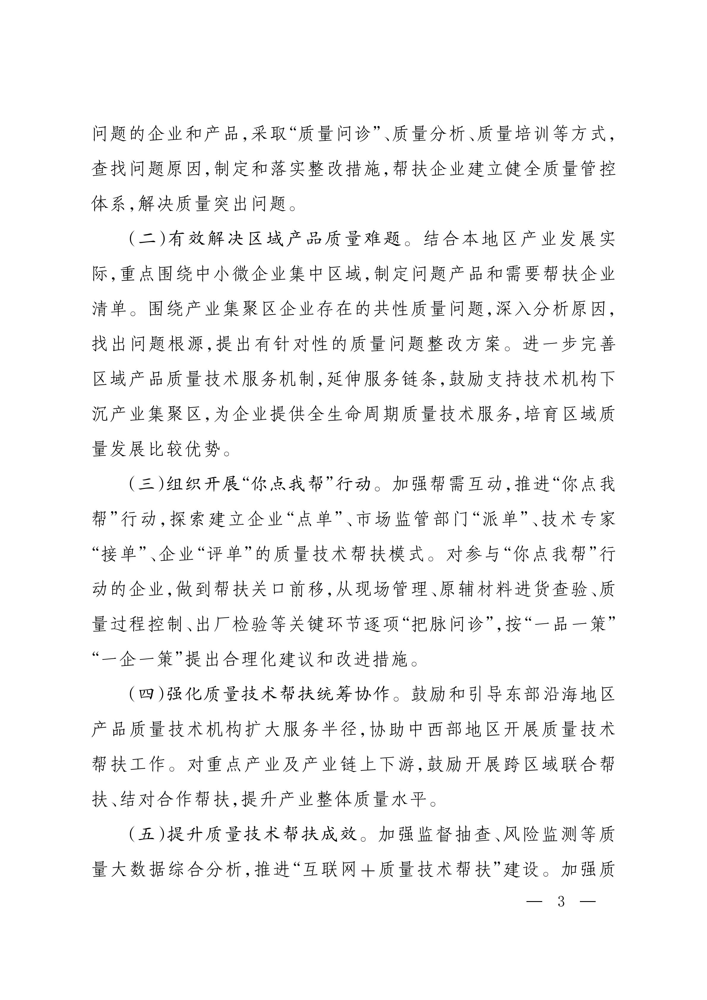 问题的企业和产品,采取“质量问诊”、质量分析、质量培训等方式,
查找问题原因,制定和落实整改措施,帮扶企业建立健全质量管控
体系,解决质量突出问题。
(二)有效解决区域产品质量难题。结合本地区产业发展实
际,重点围绕中小微企业集中区域,制定问题产品和需要帮扶企业
清单。围绕产业集聚区企业存在的共性质量问题,深入分析原因,
找出问题根源,提出有针对性的质量问题整改方案。进一步完善
区域产品质量技术服务机制,延伸服务链条,鼓励支持技术机构下
沉产业集聚区,为企业提供全生命周期质量技术服务,培育区域质
量发展比较优势。
(三)组织开展“你点我帮”行动。加强帮需互动,推进“你点我
帮”行动,探索建立企业“点单”、市场监管部门“派单”、技术专家
“接单”、企业“评单”的质量技术帮扶模式。对参与“你点我帮”行
动的企业,做到帮扶关口前移,从现场管理、原辅材料进货查验、质
量过程控制、出厂检验等关键环节逐项“把脉问诊”,按“一品一策”
“一企一策”提出合理化建议和改进措施。
(四)强化质量技术帮扶统筹协作。鼓励和引导东部沿海地区
产品质量技术机构扩大服务半径,协助中西部地区开展质量技术
帮扶工作。对重点产业及产业链上下游,鼓励开展跨区域联合帮
扶、结对合作帮扶,提升产业整体质量水平。
(五)提升质量技术帮扶成效。加强监督抽查、风险监测等质
量大数据综合分析,推进“互联网+质量技术帮扶”建设。加强质
— 3 —